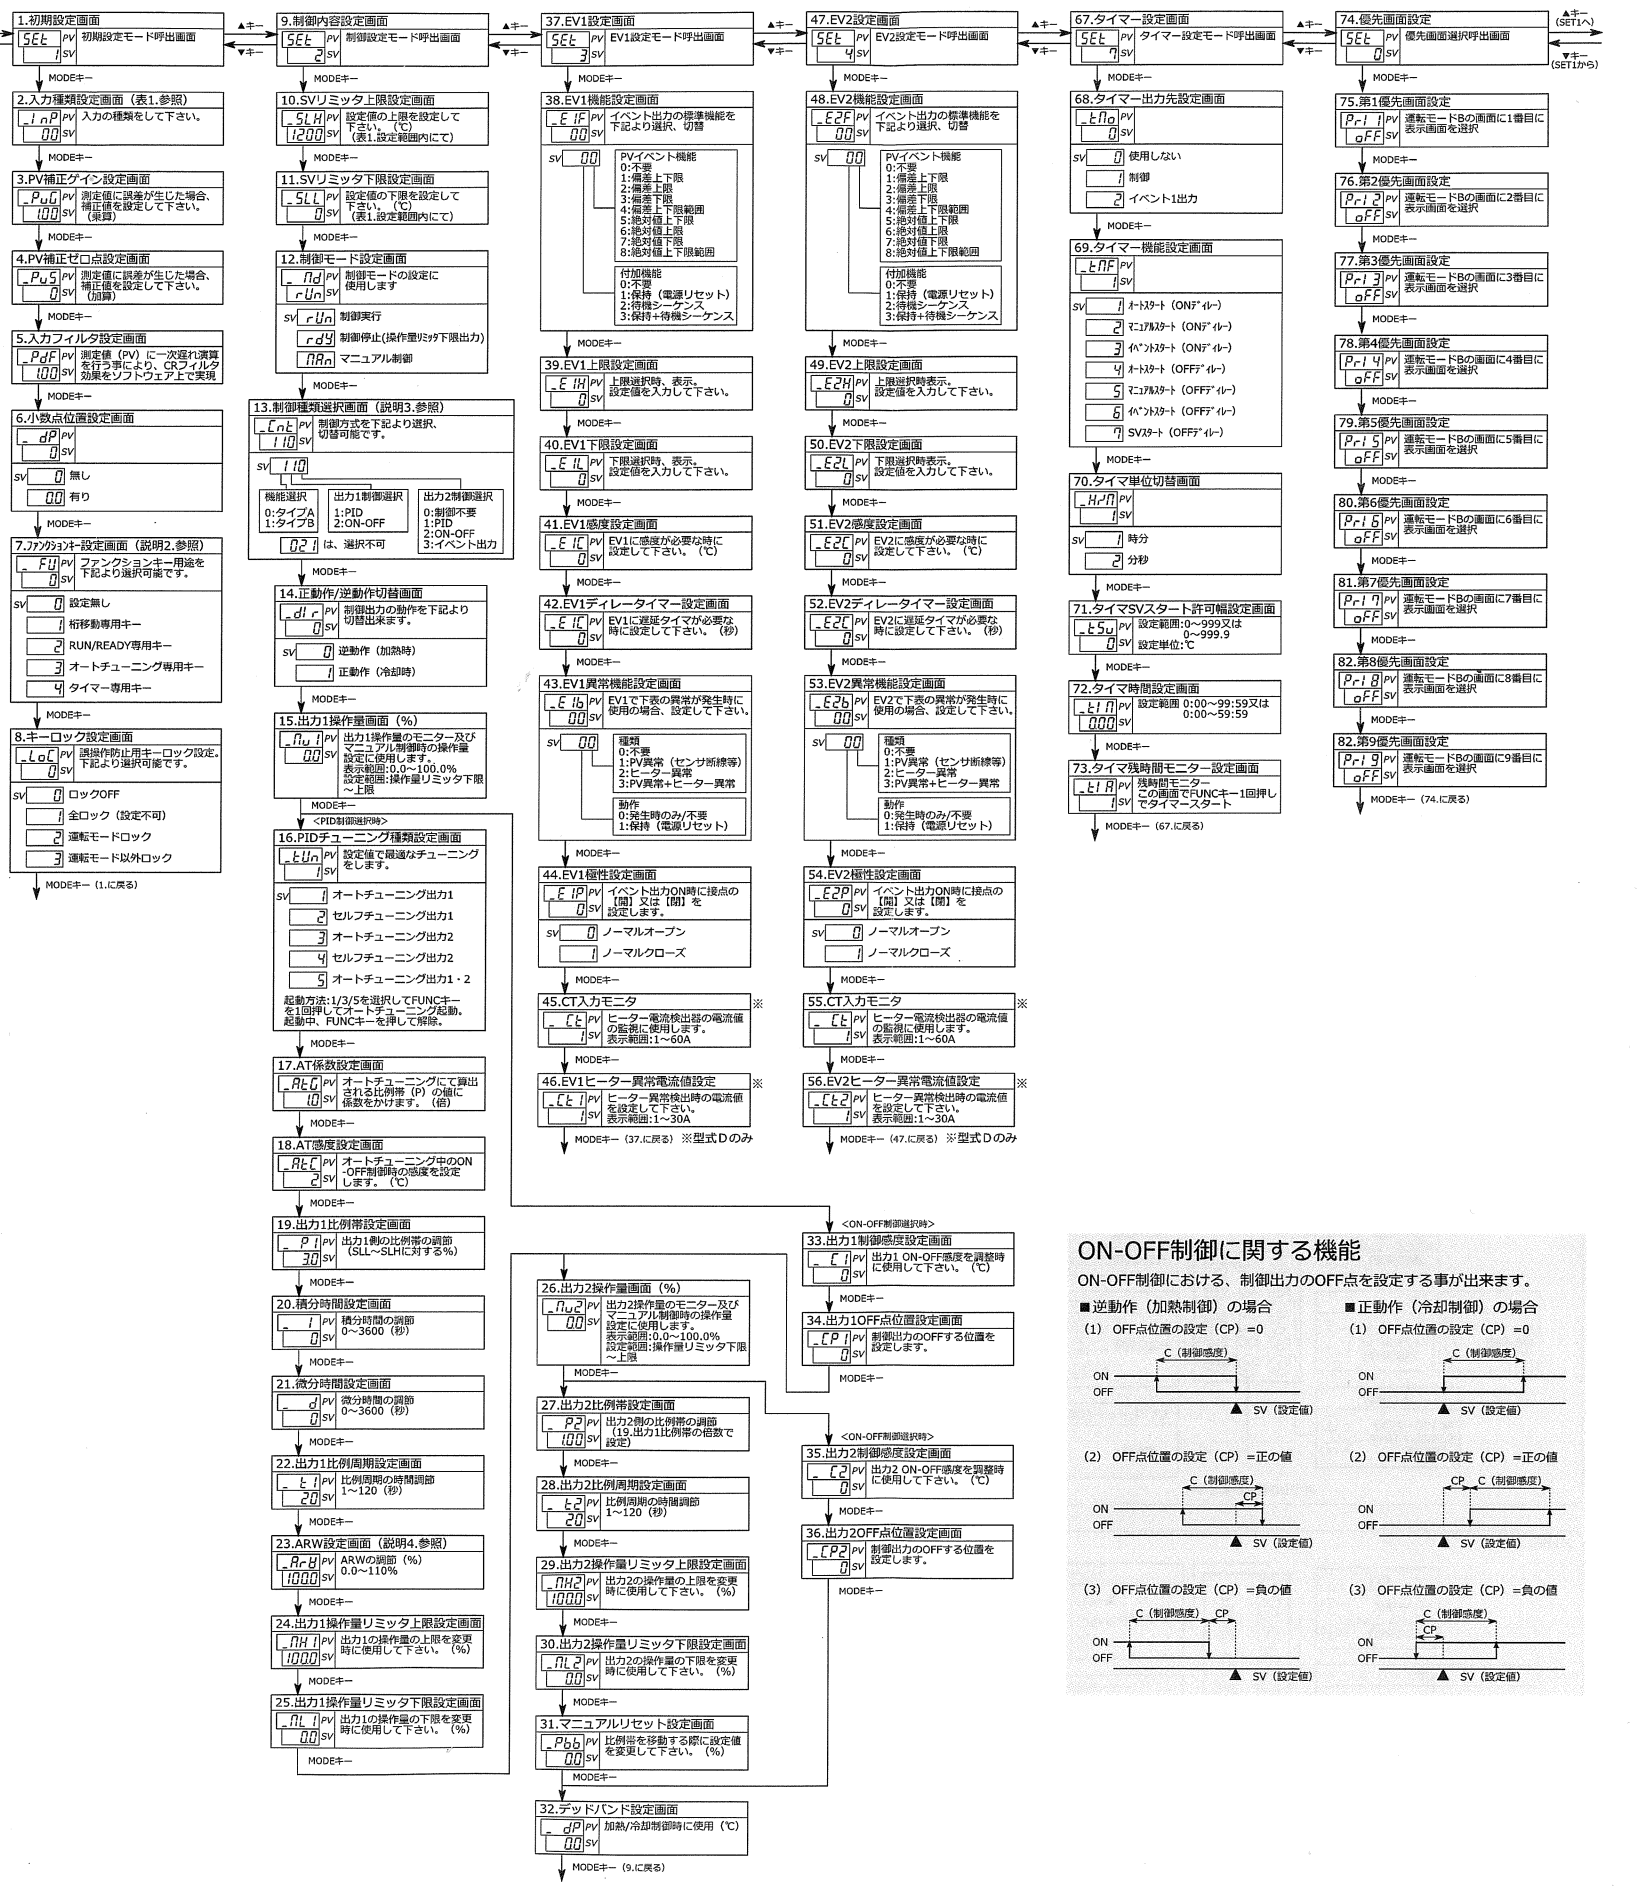 1.初期設定画面
SEt PV 初期設定モード呼出画面
1 SV
MODEキー
2.入力種類設定画面（表1.参照）
_InP PV 入力の種類をして下さい。
00 SV
MODEキー
3.PV補正ゲイン設定画面
_PuG PV 測定値に誤差が生じた場合、
1.00 SV 補正値を設定して下さい。
（乗算）
MODEキー
4.PV補正ゼロ点設定画面
_PuS PV 測定値に誤差が生じた場合、
0 SV 補正値を設定して下さい。
（加算）
MODEキー
5.入力フィルタ設定画面
_PdF PV 測定値（PV）に一次遅れ演算
1.00 SV を行う事により、CRフィルタ
効果をソフトウェア上で実現
MODEキー
6.小数点位置設定画面
_ dP PV
0 SV
SV 0 無し
0.0 有り
MODEキー
7.ﾌｧﾝｸｼｮﾝｷｰ設定画面（説明2.参照）
_ FU PV ファンクションキー用途を
0 SV 下記より選択可能です。
SV 0 設定無し
1 桁移動専用キー
2 RUN/READY専用キー
3 オートチューニング専用キー
4 タイマー専用キー
MODEキー
8.キーロック設定画面
_LoC PV 誤操作防止用キーロック設定。
0 SV 下記より選択可能です。
SV 0 ロックOFF
1 全ロック（設定不可）
2 運転モードロック
3 運転モード以外ロック
MODEキー（1.に戻る）
▲キー
▼キー
9.制御内容設定画面
SEt PV 制御設定モード呼出画面
2 SV
MODEキー
10.SVリミッタ上限設定画面
_SLH PV 設定値の上限を設定して
1200 SV 下さい。（℃）
（表1.設定範囲内にて）
MODEキー
11.SVリミッタ下限設定画面
_SLL PV 設定値の下限を設定して
0 SV 下さい。（℃）
（表1.設定範囲内にて）
MODEキー
12.制御モード設定画面
_ Md PV 制御モードの設定に
rUn SV 使用します
SV rUn 制御実行
rdy 制御停止(操作量ﾘﾐｯﾀ下限出力)
MAn マニュアル制御
MODEキー
13.制御種類選択画面（説明3.参照）
_Cnt PV 制御方式を下記より選択、
110 SV 切替可能です。
SV 110
機能選択
0:タイプA
1:タイプB
出力1制御選択
1:PID
2:ON-OFF
出力2制御選択
0:制御不要
1:PID
2:ON-OFF
3:イベント出力
021 は、選択不可
MODEキー
14.正動作/逆動作切替画面
_dIr PV 制御出力の動作を下記より
0 SV 切替出来ます。
SV 0 逆動作（加熱時）
1 正動作（冷却時）
MODEキー
15.出力1操作量画面（%）
_Mu1 PV 出力1操作量のモニター及び
0.0 SV マニュアル制御時の操作量
設定に使用します。
表示範囲:0.0～100.0%
設定範囲:操作量リミッタ下限
～上限
MODEキー
<PID制御選択時>
16.PIDチューニング種類設定画面
_tUn PV 設定値で最適なチューニング
1 SV をします。
SV 1 オートチューニング出力1
2 セルフチューニング出力1
3 オートチューニング出力2
4 セルフチューニング出力2
5 オートチューニング出力1・2
起動方法:1/3/5を選択してFUNCキー
を1回押してオートチューニング起動。
起動中、FUNCキーを押して解除。
MODEキー
17.AT係数設定画面
_AtG PV オートチューニングにて算出
1.0 SV される比例帯（P）の値に
係数をかけます。（倍）
MODEキー
18.AT感度設定画面
_AtC PV オートチューニング中のON
2 SV -OFF制御時の感度を設定
します。（℃）
MODEキー
19.出力1比例帯設定画面
_ P1 PV 出力1側の比例帯の調節
3.0 SV （SLL～SLHに対する%）
MODEキー
20.積分時間設定画面
_ I PV 積分時間の調節
0 SV 0～3600（秒）
MODEキー
21.微分時間設定画面
_ d PV 微分時間の調節
0 SV 0～3600（秒）
MODEキー
22.出力1比例周期設定画面
_ t1 PV 比例周期の時間調節
20 SV 1～120（秒）
MODEキー
23.ARW設定画面（説明4.参照）
_ArW PV ARWの調節（%）
100.0 SV 0.0～110%
MODEキー
24.出力1操作量リミッタ上限設定画面
_MH1 PV 出力1の操作量の上限を変更
100.0 SV 時に使用して下さい。（%）
MODEキー
25.出力1操作量リミッタ下限設定画面
_ML1 PV 出力1の操作量の下限を変更
0.0 SV 時に使用して下さい。（%）
MODEキー
▲キー
▼キー
37.EV1設定画面
SEt PV EV1設定モード呼出画面
3 SV
MODEキー
38.EV1機能設定画面
_E1F PV イベント出力の標準機能を
00 SV 下記より選択、切替
SV 00
PVイベント機能
0:不要
1:偏差上下限
2:偏差上限
3:偏差下限
4:偏差上下限範囲
5:絶対値上下限
6:絶対値上限
7:絶対値下限
8:絶対値上下限範囲
付加機能
0:不要
1:保持（電源リセット）
2:待機シーケンス
3:保持+待機シーケンス
MODEキー
39.EV1上限設定画面
_E1H PV 上限選択時、表示。
0 SV 設定値を入力して下さい。
MODEキー
40.EV1下限設定画面
_E1L PV 下限選択時、表示。
0 SV 設定値を入力して下さい。
MODEキー
41.EV1感度設定画面
_E1C PV EV1に感度が必要な時に
0 SV 設定して下さい。（℃）
MODEキー
42.EV1ディレータイマー設定画面
_E1C PV EV1に遅延タイマが必要な
0 SV 時に設定して下さい。（秒）
MODEキー
43.EV1異常機能設定画面
_E1b PV EV1で下表の異常が発生時に
00 SV 使用の場合、設定して下さい。
SV 00
種類
0:不要
1:PV異常（センサ断線等）
2:ヒーター異常
3:PV異常+ヒーター異常
動作
0:発生時のみ/不要
1:保持（電源リセット）
MODEキー
44.EV1極性設定画面
_E1P PV イベント出力ON時に接点の
0 SV 【開】又は【閉】を
設定します。
SV 0 ノーマルオープン
1 ノーマルクローズ
MODEキー
45.CT入力モニタ ※
_ Ct PV ヒーター電流検出器の電流値
1 SV の監視に使用します。
表示範囲:1～60A
MODEキー
46.EV1ヒーター異常電流値設定 ※
_Ct1 PV ヒーター異常検出時の電流値
1 SV を設定して下さい。
表示範囲:1～30A
MODEキー（37.に戻る） ※型式Ｄのみ
26.出力2操作量画面（%）
_Mu2 PV 出力2操作量のモニター及び
0.0 SV マニュアル制御時の操作量
設定に使用します。
表示範囲:0.0～100.0%
設定範囲:操作量リミッタ下限
～上限
MODEキー
27.出力2比例帯設定画面
_ P2 PV 出力2側の比例帯の調節
1.00 SV （19.出力1比例帯の倍数で
設定）
MODEキー
28.出力2比例周期設定画面
_ t2 PV 比例周期の時間調節
20 SV 1～120（秒）
MODEキー
29.出力2操作量リミッタ上限設定画面
_MH2 PV 出力2の操作量の上限を変更
100.0 SV 時に使用して下さい。（%）
MODEキー
30.出力2操作量リミッタ下限設定画面
_ML2 PV 出力2の操作量の下限を変更
0.0 SV 時に使用して下さい。（%）
MODEキー
31.マニュアルリセット設定画面
_Pbb PV 比例帯を移動する際に設定値
0.0 SV を変更して下さい。（%）
MODEキー
32.デッドバンド設定画面
_ dP PV 加熱/冷却制御時に使用（℃）
0.0 SV
MODEキー（9.に戻る）
▲キー
▼キー
47.EV2設定画面
SEt PV EV2設定モード呼出画面
4 SV
MODEキー
48.EV2機能設定画面
_E2F PV イベント出力の標準機能を
00 SV 下記より選択、切替
SV 00
PVイベント機能
0:不要
1:偏差上下限
2:偏差上限
3:偏差下限
4:偏差上下限範囲
5:絶対値上下限
6:絶対値上限
7:絶対値下限
8:絶対値上下限範囲
付加機能
0:不要
1:保持（電源リセット）
2:待機シーケンス
3:保持+待機シーケンス
MODEキー
49.EV2上限設定画面
_E2H PV 上限選択時表示。
0 SV 設定値を入力して下さい。
MODEキー
50.EV2下限設定画面
_E2L PV 下限選択時表示。
0 SV 設定値を入力して下さい。
MODEキー
51.EV2感度設定画面
_E2C PV EV2に感度が必要な時に
0 SV 設定して下さい。（℃）
MODEキー
52.EV2ディレータイマー設定画面
_E2C PV EV2に遅延タイマが必要な
0 SV 時に設定して下さい。（秒）
MODEキー
53.EV2異常機能設定画面
_E2b PV EV2で下表の異常が発生時に
00 SV 使用の場合、設定して下さい。
SV 00
種類
0:不要
1:PV異常（センサ断線等）
2:ヒーター異常
3:PV異常+ヒーター異常
動作
0:発生時のみ/不要
1:保持（電源リセット）
MODEキー
54.EV2極性設定画面
_E2P PV イベント出力ON時に接点の
0 SV 【開】又は【閉】を
設定します。
SV 0 ノーマルオープン
1 ノーマルクローズ
MODEキー
55.CT入力モニタ ※
_ Ct PV ヒーター電流検出器の電流値
1 SV の監視に使用します。
表示範囲:1～60A
MODEキー
56.EV2ヒーター異常電流値設定 ※
_Ct2 PV ヒーター異常検出時の電流値
1 SV を設定して下さい。
表示範囲:1～30A
MODEキー（47.に戻る） ※型式Ｄのみ
<ON-OFF制御選択時>
33.出力1制御感度設定画面
_ C1 PV 出力1 ON-OFF感度を調整時
0 SV に使用して下さい。（℃）
MODEキー
34.出力1OFF点位置設定画面
_CP1 PV 制御出力のOFFする位置を
0 SV 設定します。
MODEキー
<ON-OFF制御選択時>
35.出力2制御感度設定画面
_ C2 PV 出力2 ON-OFF感度を調整時
0 SV に使用して下さい。（℃）
MODEキー
36.出力2OFF点位置設定画面
_CP2 PV 制御出力のOFFする位置を
0 SV 設定します。
MODEキー
▲キー
▼キー
67.タイマー設定画面
SEt PV タイマー設定モード呼出画面
7 SV
MODEキー
68.タイマー出力先設定画面
_tMo PV
0 SV
SV 0 使用しない
1 制御
2 イベント1出力
MODEキー
69.タイマー機能設定画面
_tMF PV
1 SV
SV 1 ｵｰﾄｽﾀｰﾄ（ONﾃﾞｨﾚｰ）
2 ﾏﾆｭｱﾙｽﾀｰﾄ（ONﾃﾞｨﾚｰ）
3 ｲﾍﾞﾝﾄｽﾀｰﾄ（ONﾃﾞｨﾚｰ）
4 ｵｰﾄｽﾀｰﾄ（OFFﾃﾞｨﾚｰ）
5 ﾏﾆｭｱﾙｽﾀｰﾄ（OFFﾃﾞｨﾚｰ）
6 ｲﾍﾞﾝﾄｽﾀｰﾄ（OFFﾃﾞｨﾚｰ）
7 SVｽﾀｰﾄ（OFFﾃﾞｨﾚｰ）
MODEキー
70.タイマ単位切替画面
_H/M PV
1 SV
SV 1 時分
2 分秒
MODEキー
71.タイマSVスタート許可幅設定画面
_tSu PV 設定範囲:0～999又は
0 SV 0～999.9
設定単位:℃
MODEキー
72.タイマ時間設定画面
_tIM PV 設定範囲 0:00～99:59又は
0.00 SV 0:00～59:59
MODEキー
73.タイマ残時間モニター設定画面
_tIA PV 残時間モニター
1 SV この画面でFUNCキー1回押し
でタイマースタート
MODEキー（67.に戻る）
▲キー
▼キー
74.優先画面設定
SEt PV 優先画面選択呼出画面
0 SV
▲キー
(SET1へ)
▼キー
(SET1から)
MODEキー
75.第1優先画面設定
PrI 1 PV 運転モードBの画面に1番目に
oFF SV 表示画面を選択
MODEキー
76.第2優先画面設定
PrI 2 PV 運転モードBの画面に2番目に
oFF SV 表示画面を選択
MODEキー
77.第3優先画面設定
PrI 3 PV 運転モードBの画面に3番目に
oFF SV 表示画面を選択
MODEキー
78.第4優先画面設定
PrI 4 PV 運転モードBの画面に4番目に
oFF SV 表示画面を選択
MODEキー
79.第5優先画面設定
PrI 5 PV 運転モードBの画面に5番目に
oFF SV 表示画面を選択
MODEキー
80.第6優先画面設定
PrI 6 PV 運転モードBの画面に6番目に
oFF SV 表示画面を選択
MODEキー
81.第7優先画面設定
PrI 7 PV 運転モードBの画面に7番目に
oFF SV 表示画面を選択
MODEキー
82.第8優先画面設定
PrI 8 PV 運転モードBの画面に8番目に
oFF SV 表示画面を選択
MODEキー
82.第9優先画面設定
PrI 9 PV 運転モードBの画面に9番目に
oFF SV 表示画面を選択
MODEキー（74.に戻る）
ON-OFF制御に関する機能
ON-OFF制御における、制御出力のOFF点を設定する事が出来ます。
■逆動作（加熱制御）の場合
（1） OFF点位置の設定（CP）=0
C（制御感度）
ON
OFF
▲ SV（設定値）
（2） OFF点位置の設定（CP）=正の値
C（制御感度）
CP
ON
OFF
▲ SV（設定値）
（3） OFF点位置の設定（CP）=負の値
C（制御感度） CP
ON
OFF
▲ SV（設定値）
■正動作（冷却制御）の場合
（1） OFF点位置の設定（CP）=0
C（制御感度）
ON
OFF
▲ SV（設定値）
（2） OFF点位置の設定（CP）=正の値
CP C（制御感度）
ON
OFF
▲ SV（設定値）
（3） OFF点位置の設定（CP）=負の値
C（制御感度）
CP
ON
OFF
▲ SV（設定値）